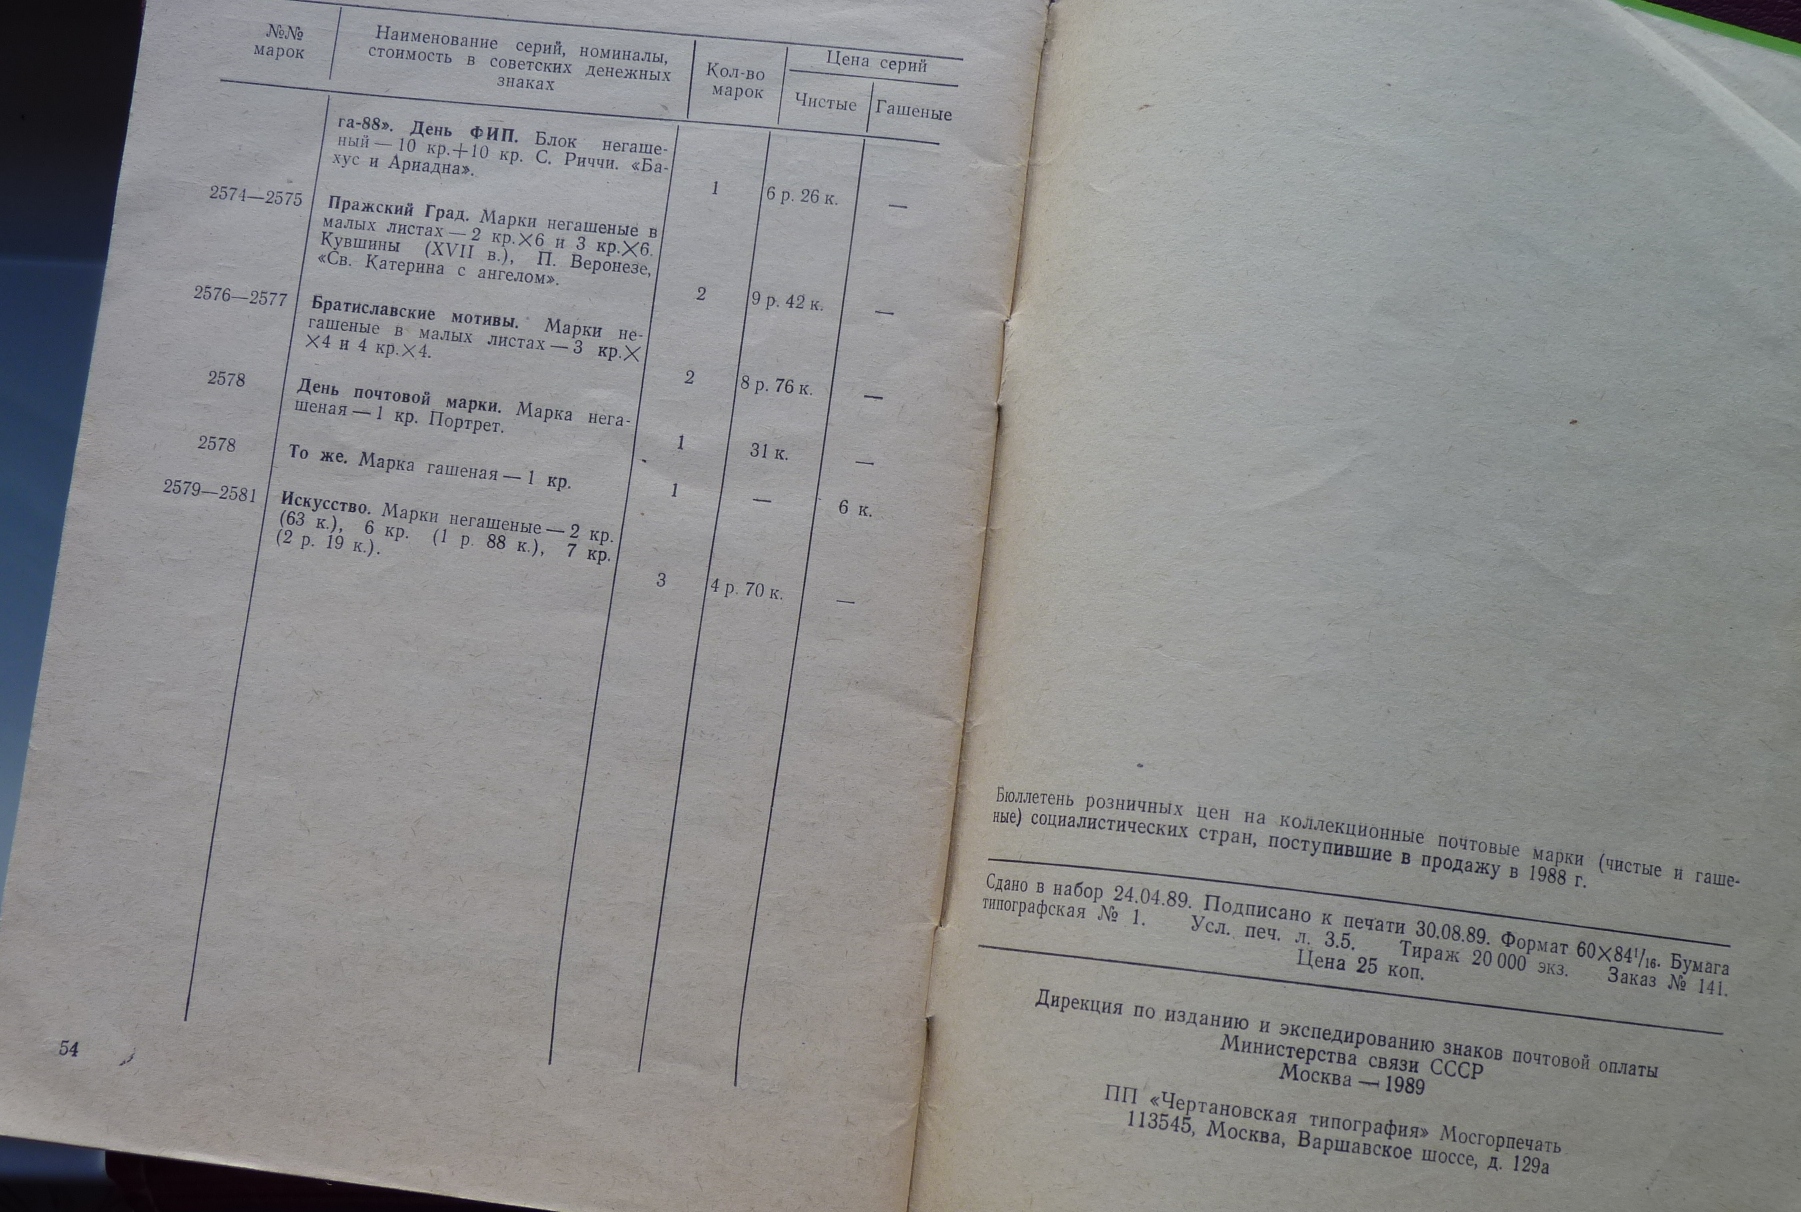 №№
марок
Наименование серий, номиналы,
стоимость в советских денежных
знаках
Кол-во
марок
Цена серий
Чистые
Гашеные
га-88». День ФИП. Блок негаше-
ный — 10 кр.+10 кр. С. Риччи. «Ба-
хус и Ариадна».
1
6 р. 26 к.
—
2574—2575
Пражский Град. Марки негашеные в
малых листах — 2 кр.×6 и 3 кр.×6.
Кувшины (XVII в.), П. Веронезе,
«Св. Катерина с ангелом».
2
9 р. 42 к.
—
2576—2577
Братиславские мотивы. Марки не-
гашеные в малых листах — 3 кр.×
×4 и 4 кр.×4.
2
8 р. 76 к.
—
2578
День почтовой марки. Марка нега-
шеная — 1 кр. Портрет.
1
31 к.
—
2578
То же. Марка гашеная — 1 кр.
1
—
6 к.
2579—2581
Искусство. Марки негашеные — 2 кр.
(63 к.), 6 кр. (1 р. 88 к.), 7 кр.
(2 р. 19 к.).
3
4 р. 70 к.
—
54
Бюллетень розничных цен на коллекционные почтовые марки (чистые и гаше-
ные) социалистических стран, поступившие в продажу в 1988 г.
Сдано в набор 24.04.89. Подписано к печати 30.08.89. Формат 60×84¹/₁₆. Бумага
типографская № 1. Усл. печ. л. 3.5. Тираж 20 000 экз. Заказ № 141.
Цена 25 коп.
Дирекция по изданию и экспедированию знаков почтовой оплаты
Министерства связи СССР
Москва — 1989
ПП «Чертановская типография» Мосгорпечать
113545, Москва, Варшавское шоссе, д. 129а